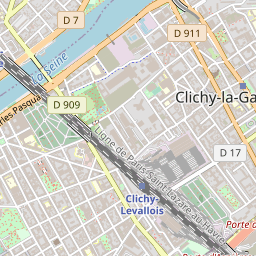 D 7
D 911
La Seine
Clichy-la-Ga
D 909
les Pasqua
Ligne de Paris-Saint-Lazare au Havre
D 17
Clichy-
Levallois
Porte d